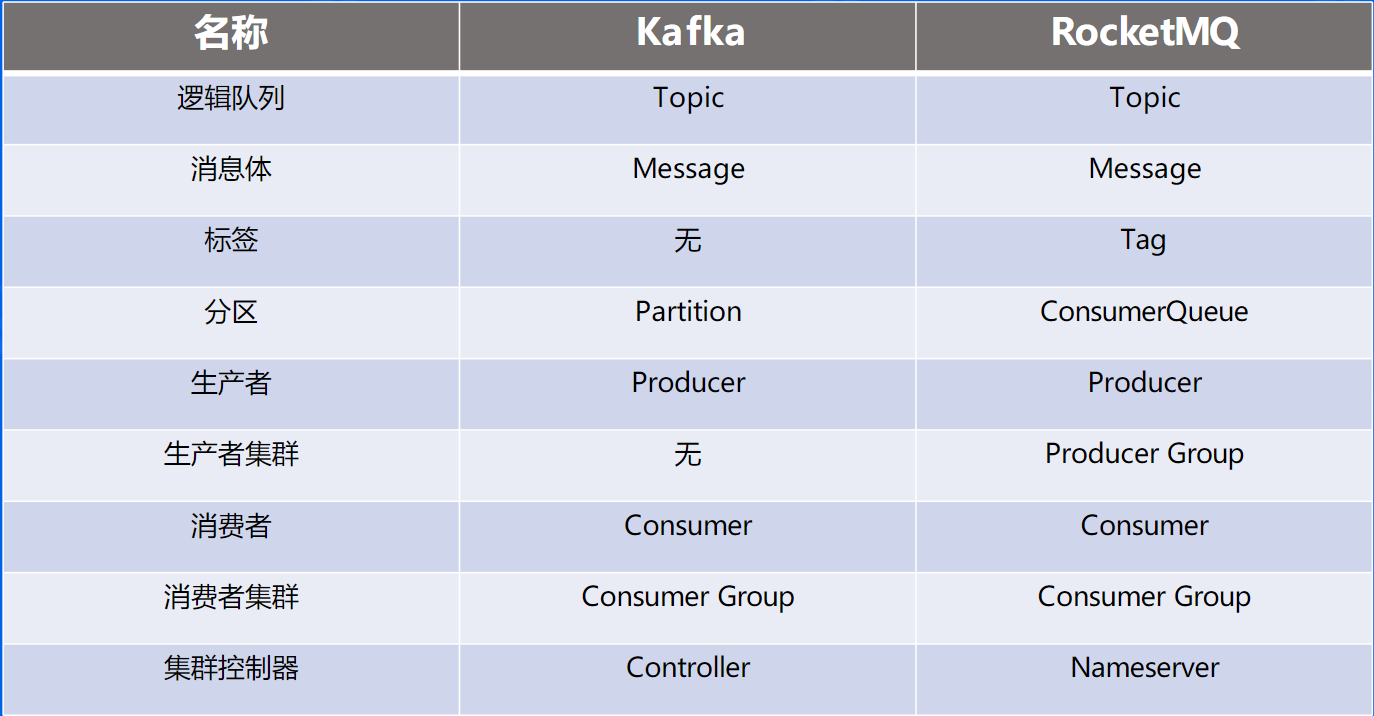 名称 Kafka RocketMQ
逻辑队列 Topic Topic
消息体 Message Message
标签 无 Tag
分区 Partition ConsumerQueue
生产者 Producer Producer
生产者集群 无 Producer Group
消费者 Consumer Consumer
消费者集群 Consumer Group Consumer Group
集群控制器 Controller Nameserver